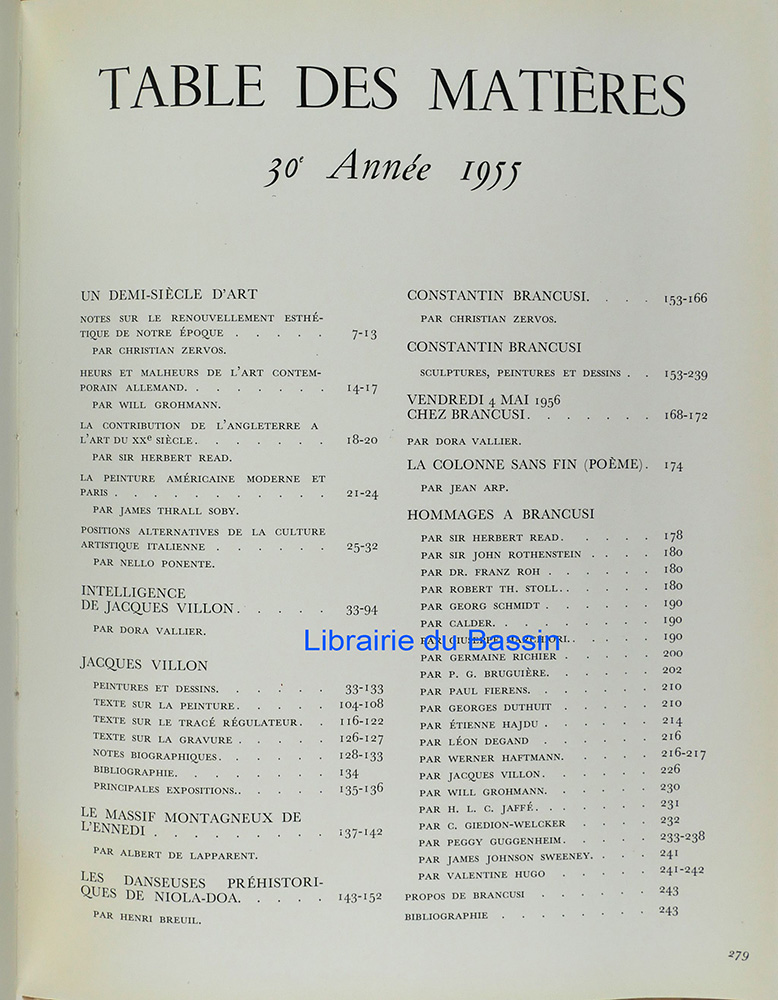 TABLE DES MATIÈRES
30e Année 1955
UN DEMI-SIÈCLE D'ART
NOTES SUR LE RENOUVELLEMENT ESTHÉ-
TIQUE DE NOTRE ÉPOQUE . . . . . 7-13
PAR CHRISTIAN ZERVOS.
HEURS ET MALHEURS DE L'ART CONTEM-
PORAIN ALLEMAND. . . . . . . . 14-17
PAR WILL GROHMANN.
LA CONTRIBUTION DE L'ANGLETERRE A
L'ART DU XXe SIÈCLE. . . . . . . 18-20
PAR SIR HERBERT READ.
LA PEINTURE AMÉRICAINE MODERNE ET
PARIS . . . . . . . . . . . 21-24
PAR JAMES THRALL SOBY.
POSITIONS ALTERNATIVES DE LA CULTURE
ARTISTIQUE ITALIENNE . . . . . . 25-32
PAR NELLO PONENTE.
INTELLIGENCE
DE JACQUES VILLON. . . . . 33-94
PAR DORA VALLIER.
JACQUES VILLON
PEINTURES ET DESSINS. . . . . . 33-133
TEXTE SUR LA PEINTURE. . . . . 104-108
TEXTE SUR LE TRACÉ RÉGULATEUR. . 116-122
TEXTE SUR LA GRAVURE . . . . . 126-127
NOTES BIOGRAPHIQUES. . . . . . 128-133
BIBLIOGRAPHIE. . . . . . . . 134
PRINCIPALES EXPOSITIONS. . . . . 135-136
LE MASSIF MONTAGNEUX DE
L'ENNEDI . . . . . . . . . 137-142
PAR ALBERT DE LAPPARENT.
LES DANSEUSES PRÉHISTORI-
QUES DE NIOLA-DOA. . . . . 143-152
PAR HENRI BREUIL.
CONSTANTIN BRANCUSI. . . . 153-166
PAR CHRISTIAN ZERVOS.
CONSTANTIN BRANCUSI
SCULPTURES, PEINTURES ET DESSINS . . 153-239
VENDREDI 4 MAI 1956
CHEZ BRANCUSI. . . . . . . 168-172
PAR DORA VALLIER.
LA COLONNE SANS FIN (POÈME). 174
PAR JEAN ARP.
HOMMAGES A BRANCUSI
PAR SIR HERBERT READ. . . . . . 178
PAR SIR JOHN ROTHENSTEIN . . . . 180
PAR DR. FRANZ ROH . . . . . . 180
PAR ROBERT TH. STOLL. . . . . . 180
PAR GEORG SCHMIDT . . . . . . 190
PAR CALDER. . . . . . . . . 190
PAR GIUSEPPE MARCHIORI. . . . . 190
Librairie du Bassin
PAR GERMAINE RICHIER . . . . . 200
PAR P. G. BRUGUIÈRE. . . . . . 202
PAR PAUL FIERENS. . . . . . . 210
PAR GEORGES DUTHUIT . . . . . 210
PAR ÉTIENNE HAJDU . . . . . . 214
PAR LÉON DEGAND . . . . . . 216
PAR WERNER HAFTMANN. . . . . 216-217
PAR JACQUES VILLON. . . . . . 226
PAR WILL GROHMANN. . . . . . 230
PAR H. L. C. JAFFÉ. . . . . . . 231
PAR C. GIEDION-WELCKER . . . . 232
PAR PEGGY GUGGENHEIM. . . . . 233-238
PAR JAMES JOHNSON SWEENEY. . . . 241
PAR VALENTINE HUGO . . . . . 241-242
PROPOS DE BRANCUSI . . . . . . 243
BIBLIOGRAPHIE . . . . . . . . 243
279